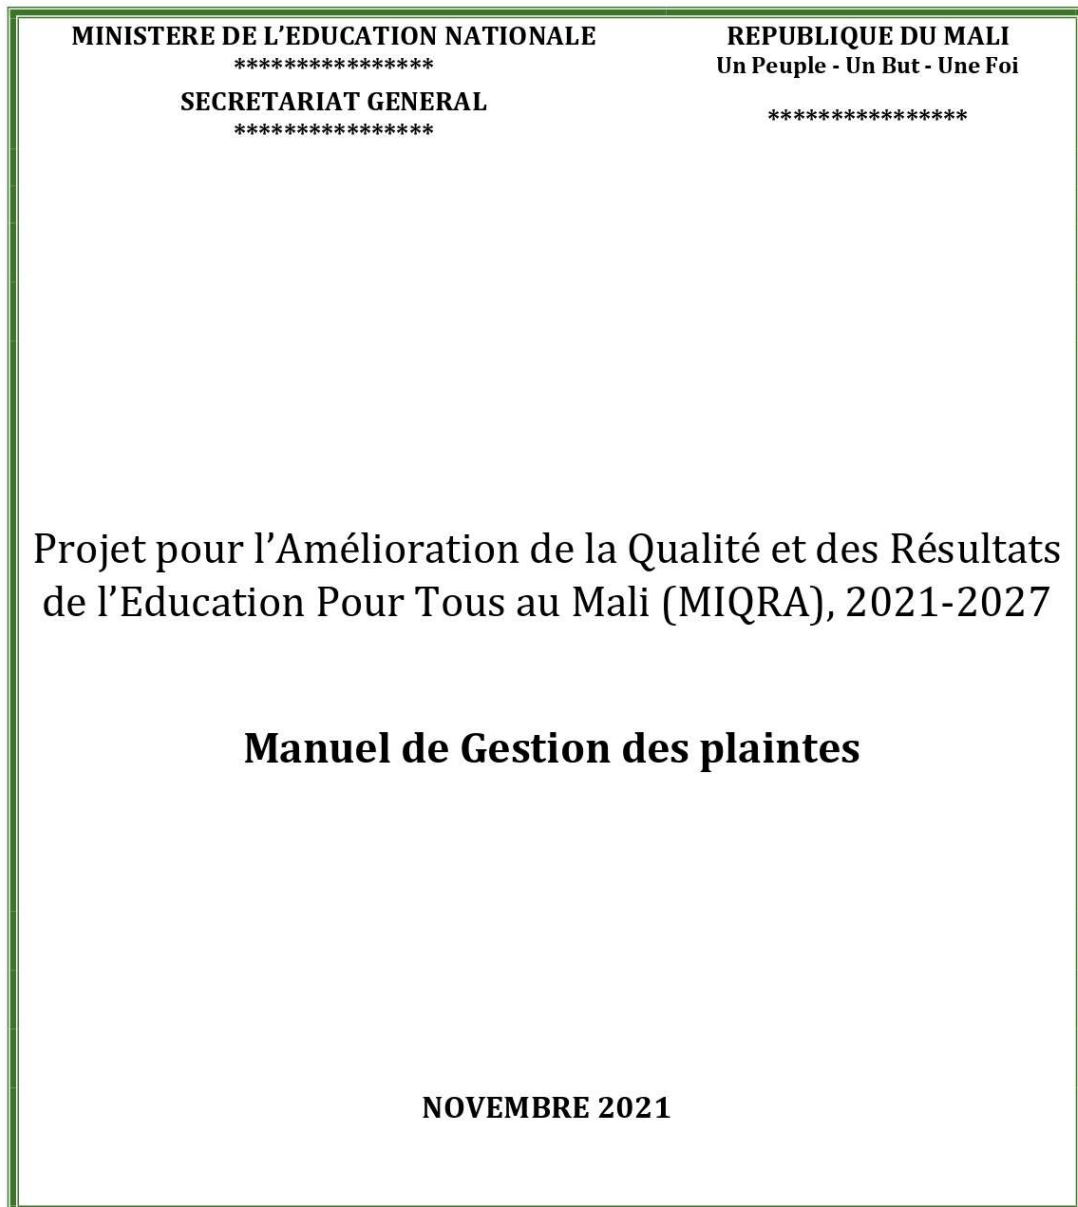 MINISTERE DE L’EDUCATION NATIONALE
****************
SECRETARIAT GENERAL
****************
REPUBLIQUE DU MALI
Un Peuple - Un But - Une Foi
****************
Projet pour l’Amélioration de la Qualité et des Résultats
de l’Education Pour Tous au Mali (MIQRA), 2021-2027
Manuel de Gestion des plaintes
NOVEMBRE 2021